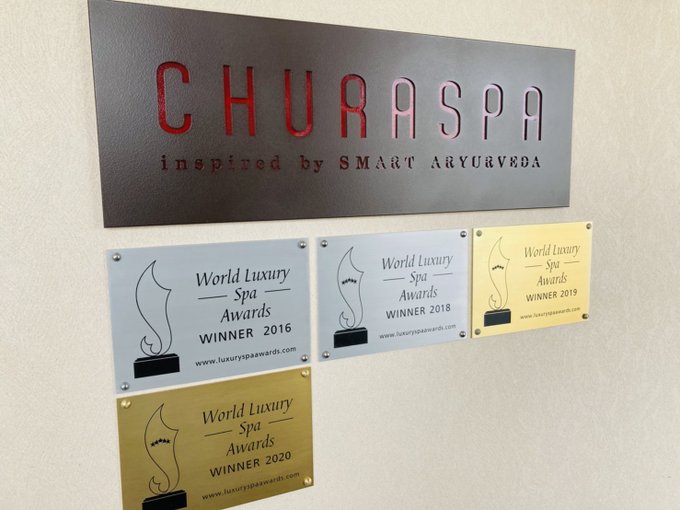 CHURASPA
inspired by SMART ARYURVEDA
World Luxury
Spa
Awards
WINNER 2016
www.luxuryspaawards.com
World Luxury
Spa
Awards
WINNER 2018
www.luxuryspaawards.com
World Luxury
Spa
Awards
WINNER 2019
www.luxuryspaawards.com
World Luxury
Spa
Awards
WINNER 2020
www.luxuryspaawards.com